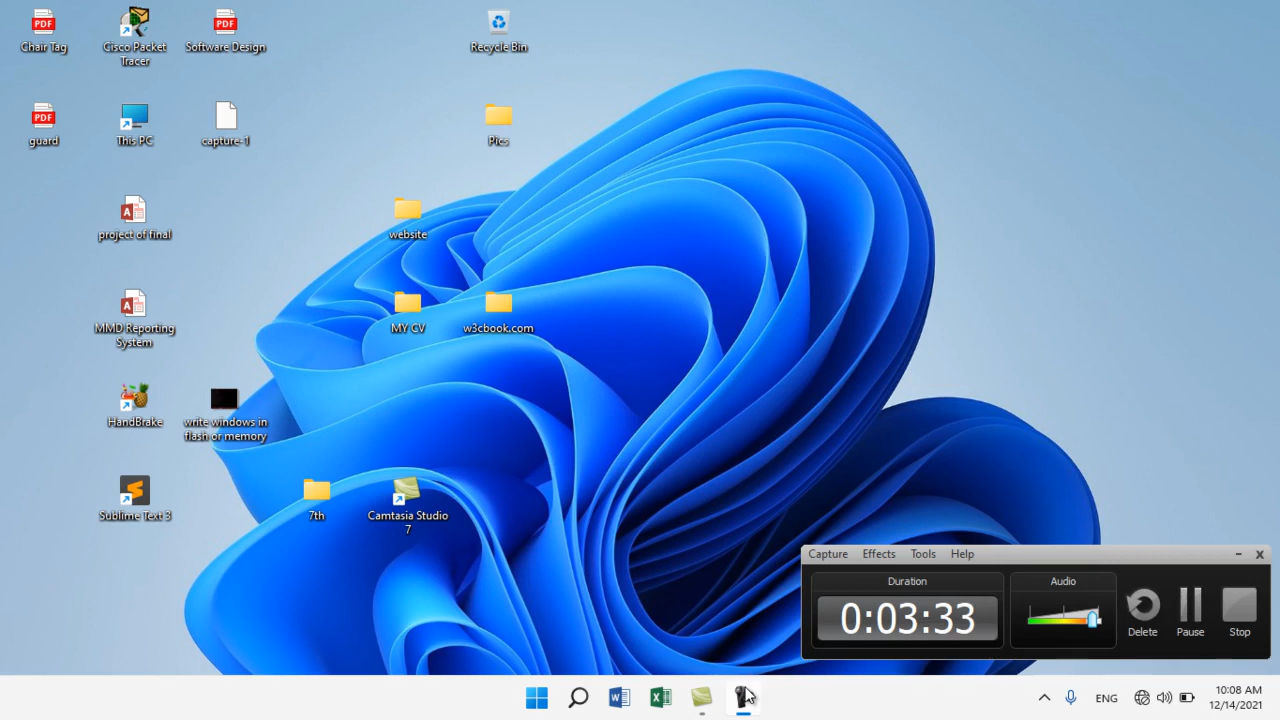 Chair Tag
Cisco Packet
Tracer
PDF
Software Design
Recycle Bin
PDF
guard
This PC
capture-1
Pics
project of final
website
MMD Reporting
System
MY CV
w3cbook.com
HandBrake
write windows in
flash or memory
Sublime Text 3
7th
Camtasia Studio
7
Capture Effects Tools Help
Duration
Audio
0:03:33
Delete
Pause
Stop
ENG
10:08 AM
12/14/2021